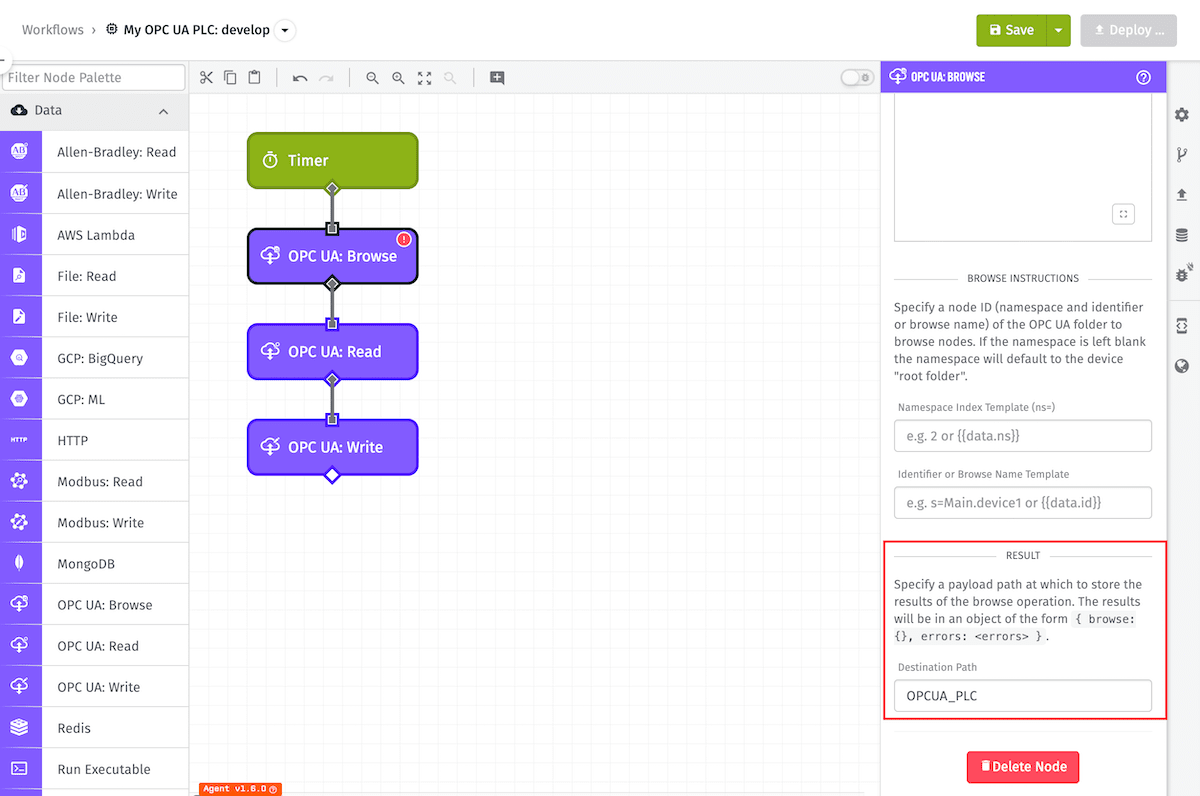 Workflows › My OPC UA PLC: develop
Save
Deploy ...
Filter Node Palette
Data
Allen-Bradley: Read
Allen-Bradley: Write
AWS Lambda
File: Read
File: Write
GCP: BigQuery
GCP: ML
HTTP
HTTP
Modbus: Read
Modbus: Write
MongoDB
OPC UA: Browse
OPC UA: Read
OPC UA: Write
Redis
Run Executable
Timer
OPC UA: Browse
OPC UA: Read
OPC UA: Write
Agent v1.6.0
OPC UA: BROWSE
BROWSE INSTRUCTIONS
Specify a node ID (namespace and identifier
or browse name) of the OPC UA folder to
browse nodes. If the namespace is left blank
the namespace will default to the device
"root folder".
Namespace Index Template (ns=)
e.g. 2 or {{data.ns}}
Identifier or Browse Name Template
e.g. s=Main.device1 or {{data.id}}
RESULT
Specify a payload path at which to store the
results of the browse operation. The results
will be in an object of the form { browse:
{}, errors: <errors> }.
Destination Path
OPCUA_PLC
Delete Node